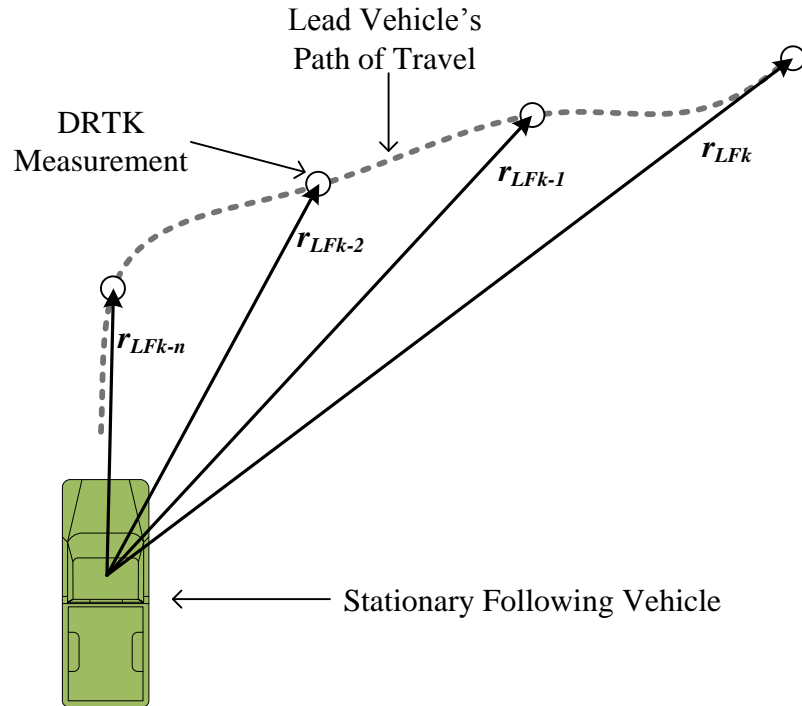 Lead Vehicle's
Path of Travel
DRTK
Measurement
r_LFk
r_LFk-1
r_LFk-2
r_LFk-n
Stationary Following Vehicle